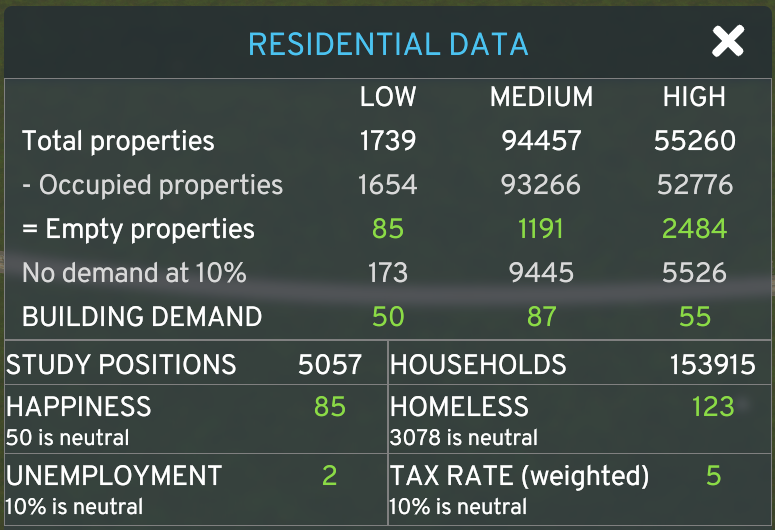 RESIDENTIAL DATA
LOW MEDIUM HIGH
Total properties 1739 94457 55260
- Occupied properties 1654 93266 52776
= Empty properties 85 1191 2484
No demand at 10% 173 9445 5526
BUILDING DEMAND 50 87 55
STUDY POSITIONS 5057 HOUSEHOLDS 153915
HAPPINESS 85 HOMELESS 123
50 is neutral 3078 is neutral
UNEMPLOYMENT 2 TAX RATE (weighted) 5
10% is neutral 10% is neutral